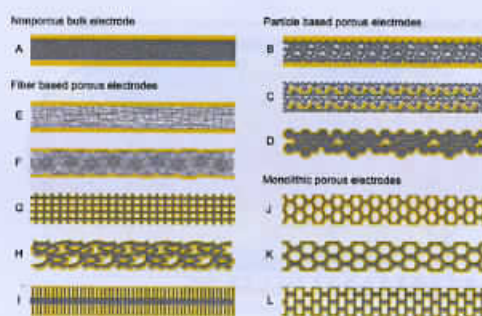 Nonporous bulk electrode
A
Fiber based porous electrodes
E
F
G
H
I
Particle based porous electrodes
B
C
D
Monolithic porous electrodes
J
K
L